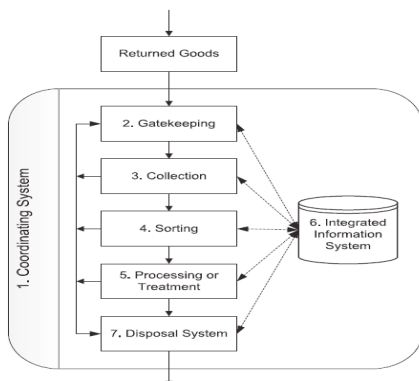 Returned Goods
1. Coordinating System
2. Gatekeeping
3. Collection
4. Sorting
5. Processing or
Treatment
6. Integrated
Information
System
7. Disposal System